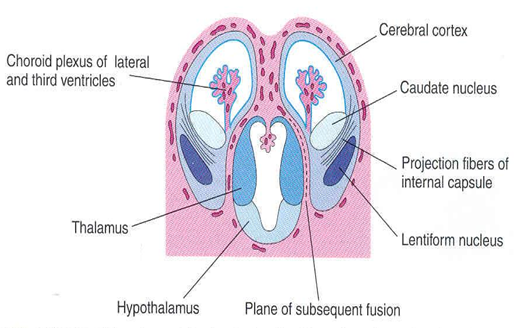 Cerebral cortex
Choroid plexus of lateral
and third ventricles
Caudate nucleus
Projection fibers of
internal capsule
Thalamus
Lentiform nucleus
Hypothalamus
Plane of subsequent fusion